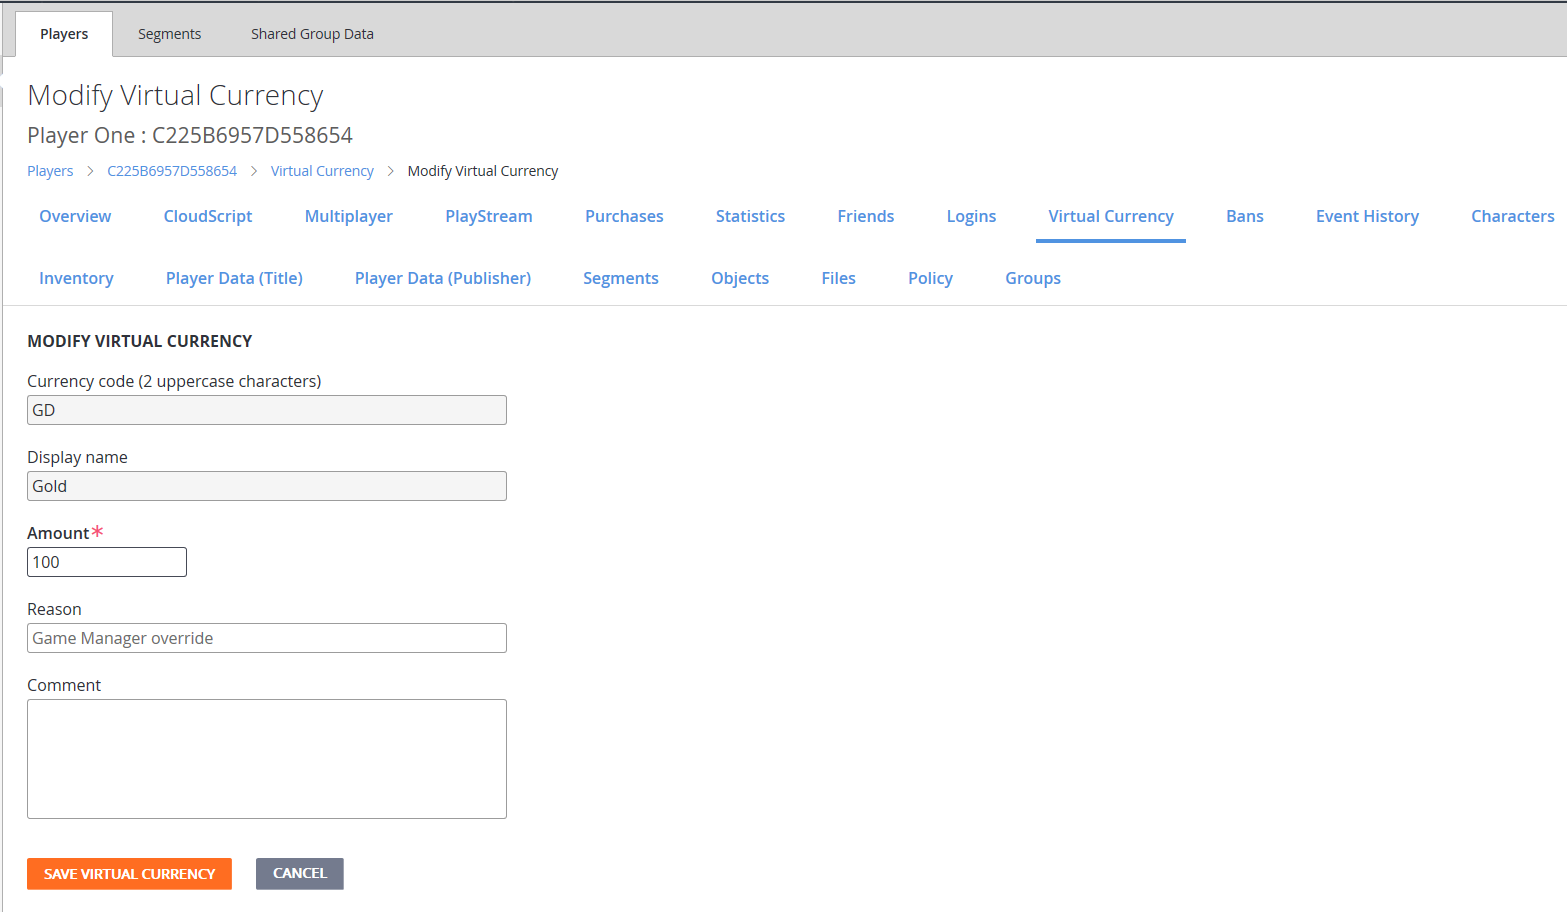 Players Segments Shared Group Data
Modify Virtual Currency
Player One : C225B6957D558654
Players > C225B6957D558654 > Virtual Currency > Modify Virtual Currency
Overview CloudScript Multiplayer PlayStream Purchases Statistics Friends Logins Virtual Currency Bans Event History Characters
Inventory Player Data (Title) Player Data (Publisher) Segments Objects Files Policy Groups
MODIFY VIRTUAL CURRENCY
Currency code (2 uppercase characters)
GD
Display name
Gold
Amount*
100
Reason
Game Manager override
Comment
SAVE VIRTUAL CURRENCY CANCEL